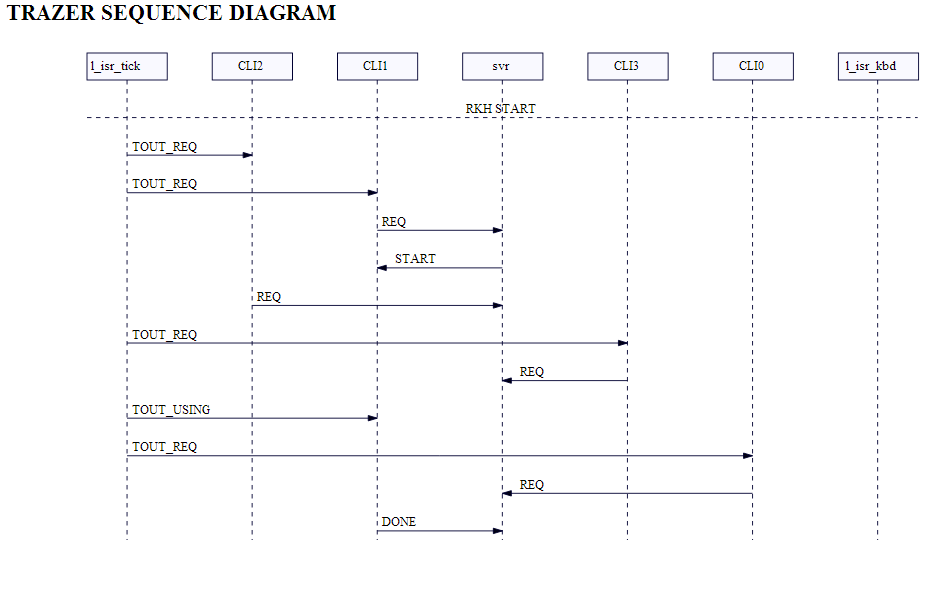 TRAZER SEQUENCE DIAGRAM
1_isr_tick CLI2 CLI1 svr CLI3 CLI0 1_isr_kbd
RKH START
TOUT_REQ
TOUT_REQ
REQ
START
REQ
TOUT_REQ
REQ
TOUT_USING
TOUT_REQ
REQ
DONE